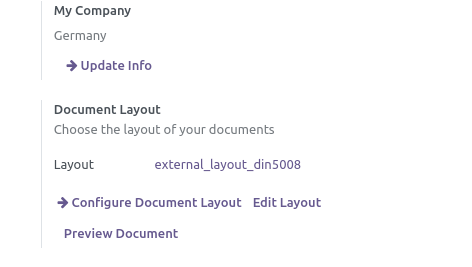 My Company
Germany
→ Update Info
Document Layout
Choose the layout of your documents
Layout external_layout_din5008
→ Configure Document Layout Edit Layout
Preview Document